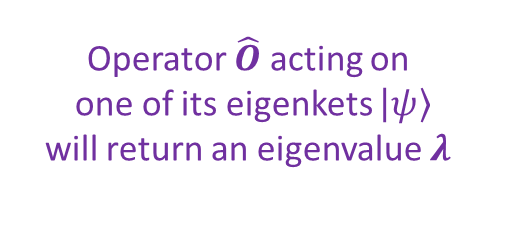 Operator Ô acting on
one of its eigenkets |ψ⟩
will return an eigenvalue λ